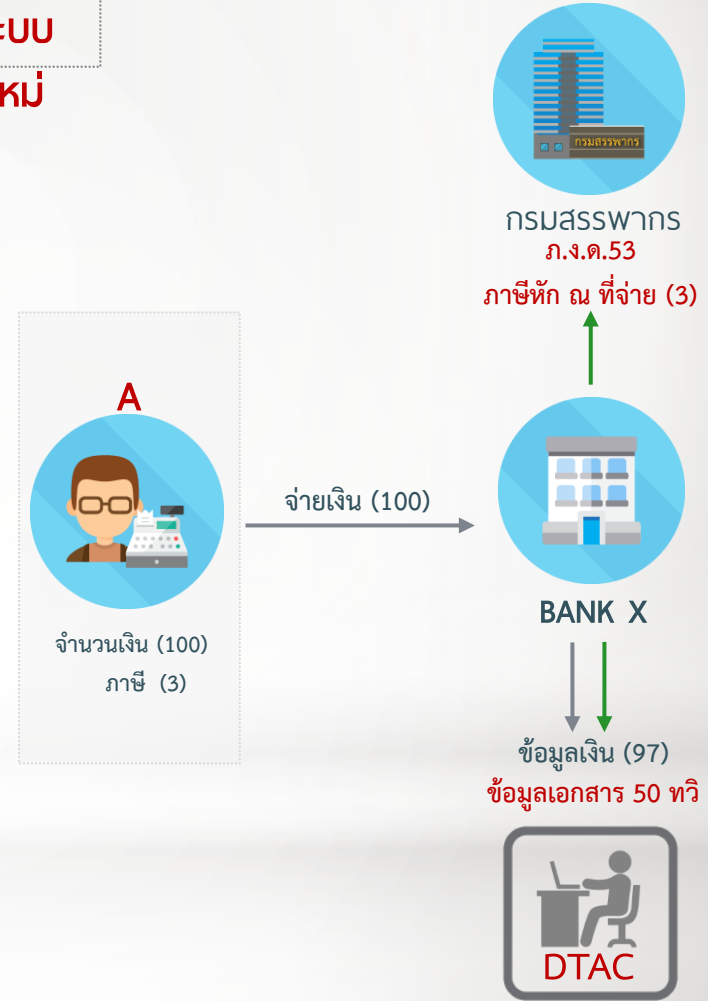 หม่
กรมสรรพากร
กรมสรรพากร
ภ.ง.ด.53
ภาษีหัก ณ ที่จ่าย (3)
A
จ่ายเงิน (100)
จำนวนเงิน (100)
ภาษี (3)
BANK X
ข้อมูลเงิน (97)
ข้อมูลเอกสาร 50 ทวิ
DTAC